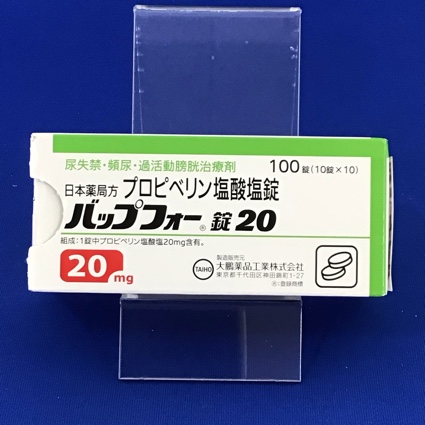 尿失禁・頻尿・過活動膀胱治療剤
100錠(10錠×10)
日本薬局方 プロピベリン塩酸塩錠
バップフォー®錠20
組成:1錠中プロピベリン塩酸塩20mg含有。
20mg
TAIHO
製造販売元
大鵬薬品工業株式会社
東京都千代田区神田錦町1-27
®:登録商標